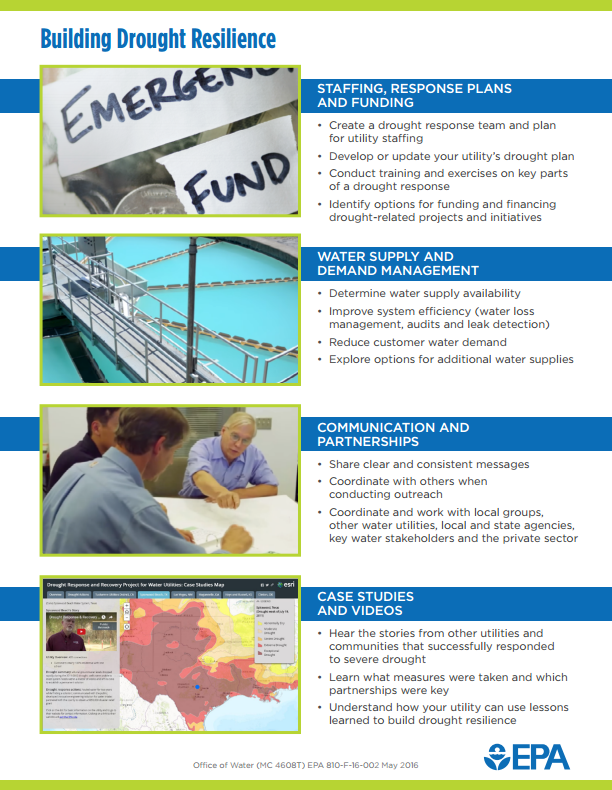 Building Drought Resilience
EMERGENCY
FUND
STAFFING, RESPONSE PLANS
AND FUNDING
• Create a drought response team and plan
for utility staffing
• Develop or update your utility's drought plan
• Conduct training and exercises on key parts
of a drought response
• Identify options for funding and financing
drought-related projects and initiatives
WATER SUPPLY AND
DEMAND MANAGEMENT
• Determine water supply availability
• Improve system efficiency (water loss
management, audits and leak detection)
• Reduce customer water demand
• Explore options for additional water supplies
COMMUNICATION AND
PARTNERSHIPS
• Share clear and consistent messages
• Coordinate with others when
conducting outreach
• Coordinate and work with local groups,
other water utilities, local and state agencies,
key water stakeholders and the private sector
Drought Response and Recovery Project for Water Utilities: Case Studies Map
esri
Drought Response & Recovery
CASE STUDIES
AND VIDEOS
• Hear the stories from other utilities and
communities that successfully responded
to severe drought
• Learn what measures were taken and which
partnerships were key
• Understand how your utility can use lessons
learned to build drought resilience
Office of Water (MC 4608T) EPA 810-F-16-002 May 2016
EPA